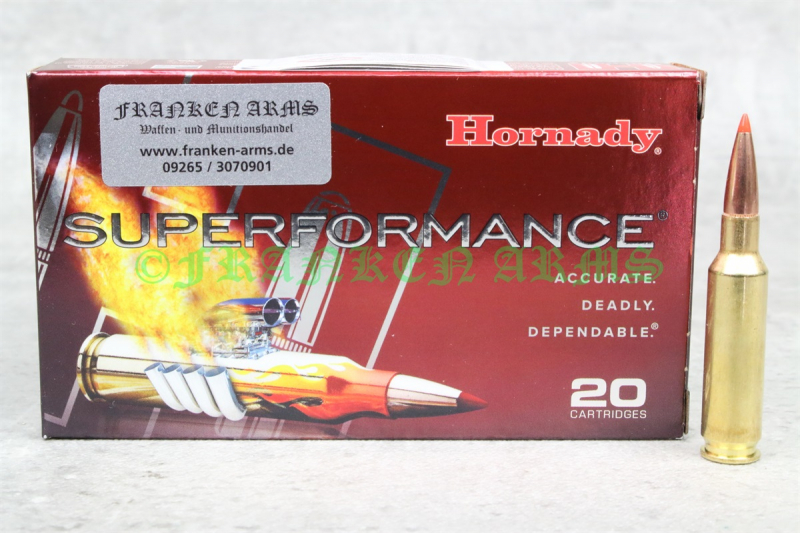 FRANKEN ARMS
Waffen- und Munitionshandel
www.franken-arms.de
09265 / 3070901
Hornady®
SUPERFORMANCE®
©FRANKEN ARMS
ACCURATE.
DEADLY.
DEPENDABLE.®
20
CARTRIDGES